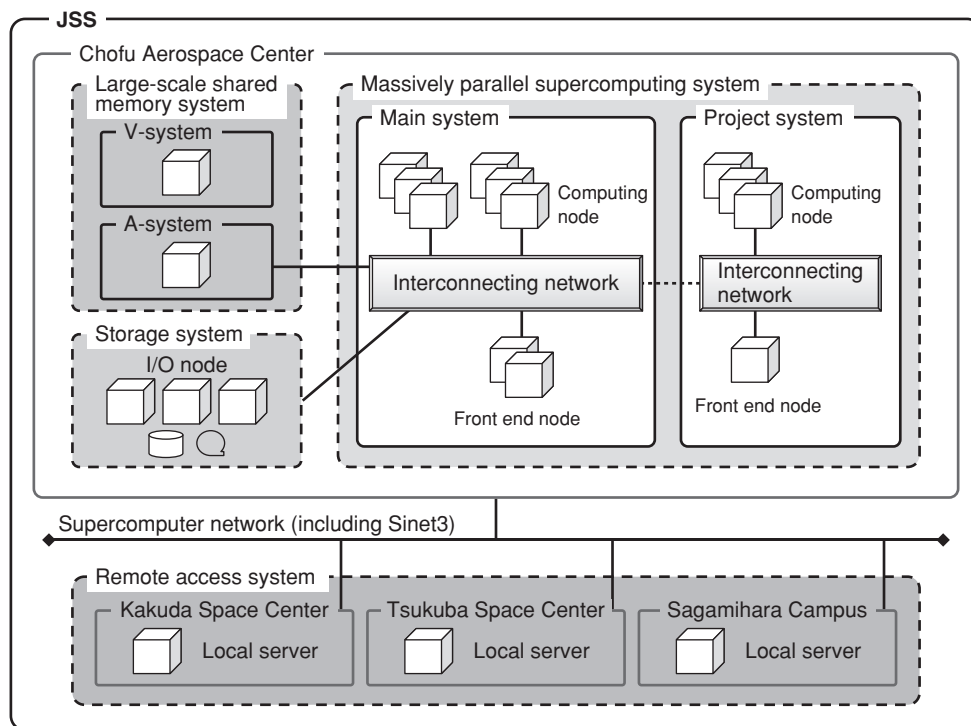 JSS
Chofu Aerospace Center
Large-scale shared
memory system
V-system
A-system
Storage system
I/O node
Massively parallel supercomputing system
Main system
Computing
node
Interconnecting network
Front end node
Project system
Computing
node
Interconnecting
network
Front end node
Supercomputer network (including Sinet3)
Remote access system
Kakuda Space Center
Local server
Tsukuba Space Center
Local server
Sagamihara Campus
Local server